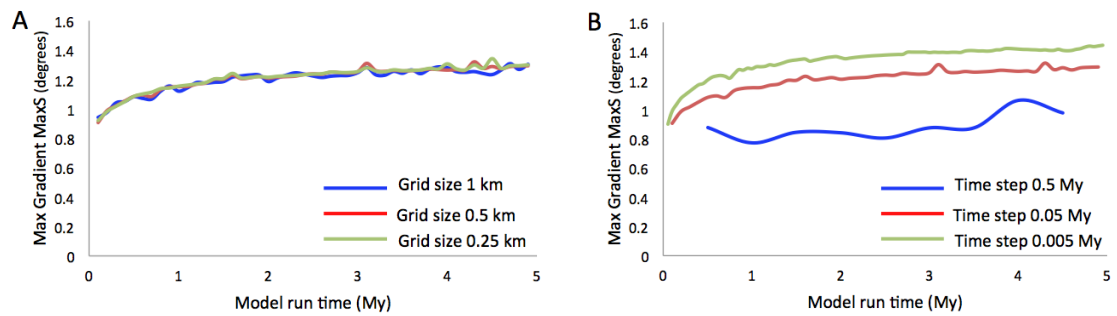 A
Max Gradient MaxS (degrees)
1.6
1.4
1.2
1
0.8
0.6
0.4
0.2
0
0 1 2 3 4 5
Model run time (My)
Grid size 1 km
Grid size 0.5 km
Grid size 0.25 km
B
Max Gradient MaxS (degrees)
1.6
1.4
1.2
1
0.8
0.6
0.4
0.2
0
0 1 2 3 4 5
Model run time (My)
Time step 0.5 My
Time step 0.05 My
Time step 0.005 My